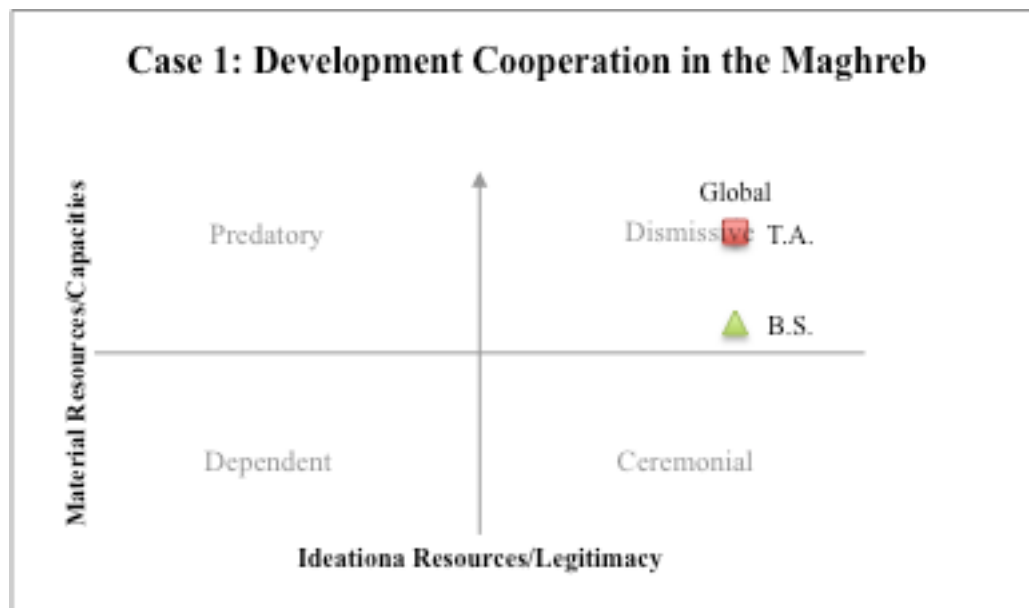 Case 1: Development Cooperation in the Maghreb
Material Resources/Capacities
Global
Predatory
Dismissive
T.A.
B.S.
Dependent
Ceremonial
Ideationa Resources/Legitimacy